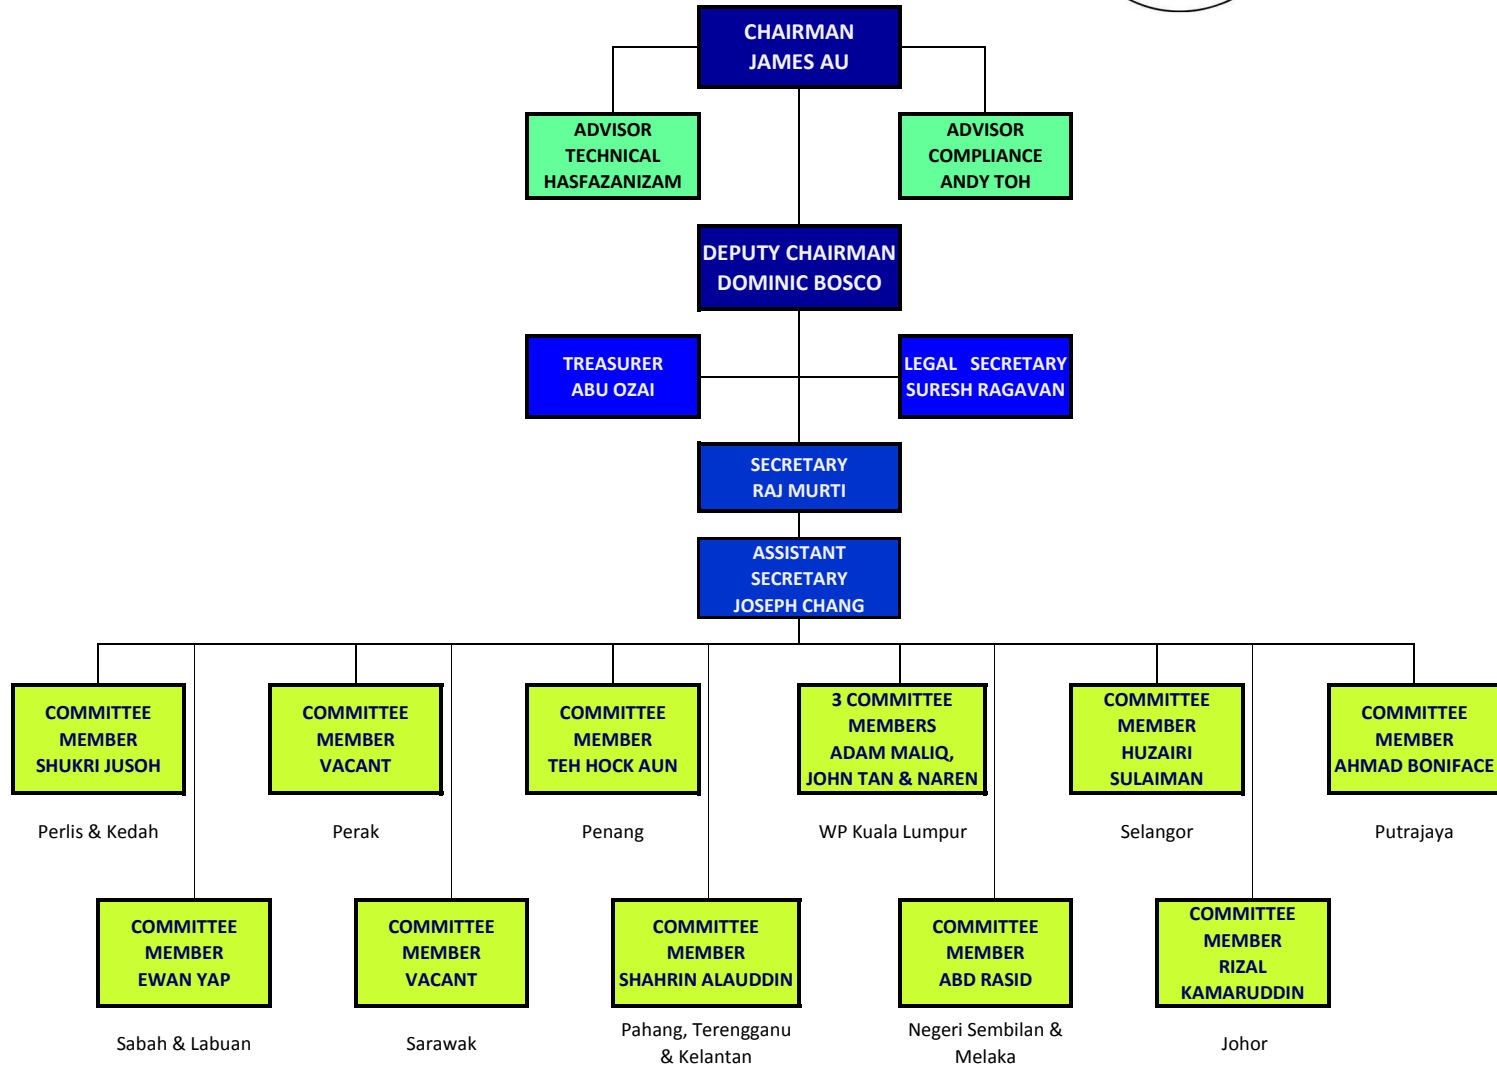 CHAIRMAN
JAMES AU
ADVISOR
TECHNICAL
HASFAZANIZAM
ADVISOR
COMPLIANCE
ANDY TOH
DEPUTY CHAIRMAN
DOMINIC BOSCO
TREASURER
ABU OZAI
LEGAL SECRETARY
SURESH RAGAVAN
SECRETARY
RAJ MURTI
ASSISTANT
SECRETARY
JOSEPH CHANG
COMMITTEE
MEMBER
SHUKRI JUSOH
COMMITTEE
MEMBER
VACANT
COMMITTEE
MEMBER
TEH HOCK AUN
3 COMMITTEE
MEMBERS
ADAM MALIQ,
JOHN TAN & NAREN
COMMITTEE
MEMBER
HUZAIRI
SULAIMAN
COMMITTEE
MEMBER
AHMAD BONIFACE
Perlis & Kedah
Perak
Penang
WP Kuala Lumpur
Selangor
Putrajaya
COMMITTEE
MEMBER
EWAN YAP
COMMITTEE
MEMBER
VACANT
COMMITTEE
MEMBER
SHAHRIN ALAUDDIN
COMMITTEE
MEMBER
ABD RASID
COMMITTEE
MEMBER
RIZAL
KAMARUDDIN
Sabah & Labuan
Sarawak
Pahang, Terengganu
& Kelantan
Negeri Sembilan &
Melaka
Johor